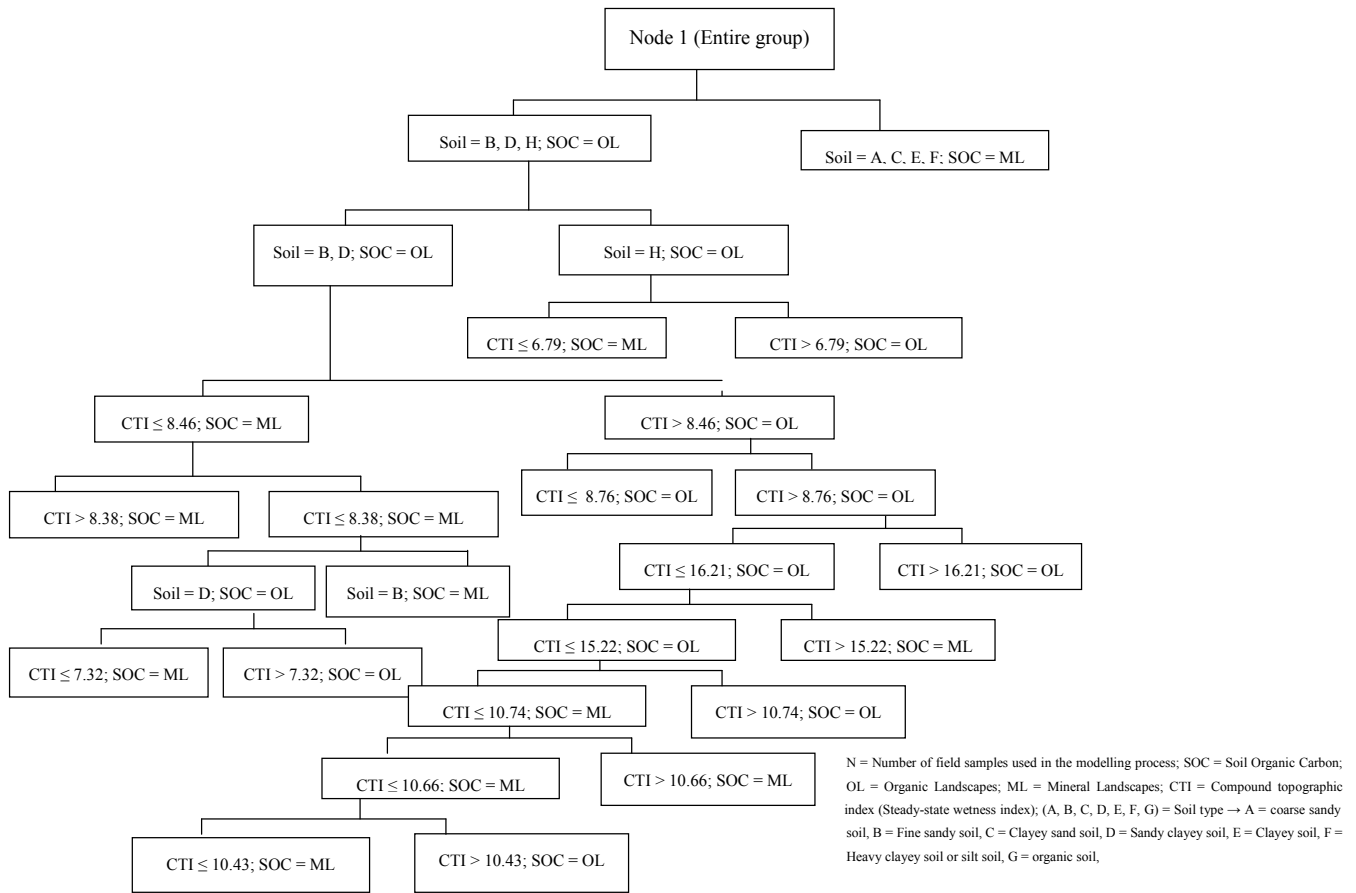 Node 1 (Entire group)
Soil = B, D, H; SOC = OL
Soil = A, C, E, F; SOC = ML
Soil = B, D; SOC = OL
Soil = H; SOC = OL
CTI ≤ 6.79; SOC = ML
CTI > 6.79; SOC = OL
CTI ≤ 8.46; SOC = ML
CTI > 8.46; SOC = OL
CTI ≤ 8.76; SOC = OL
CTI > 8.76; SOC = OL
CTI > 8.38; SOC = ML
CTI ≤ 8.38; SOC = ML
CTI ≤ 16.21; SOC = OL
CTI > 16.21; SOC = OL
Soil = D; SOC = OL
Soil = B; SOC = ML
CTI ≤ 15.22; SOC = OL
CTI > 15.22; SOC = ML
CTI ≤ 7.32; SOC = ML
CTI > 7.32; SOC = OL
CTI ≤ 10.74; SOC = ML
CTI > 10.74; SOC = OL
CTI ≤ 10.66; SOC = ML
CTI > 10.66; SOC = ML
CTI ≤ 10.43; SOC = ML
CTI > 10.43; SOC = OL
N = Number of field samples used in the modelling process; SOC = Soil Organic Carbon;
OL = Organic Landscapes; ML = Mineral Landscapes; CTI = Compound topographic
index (Steady-state wetness index); (A, B, C, D, E, F, G) = Soil type → A = coarse sandy
soil, B = Fine sandy soil, C = Clayey sand soil, D = Sandy clayey soil, E = Clayey soil, F =
Heavy clayey soil or silt soil, G = organic soil,